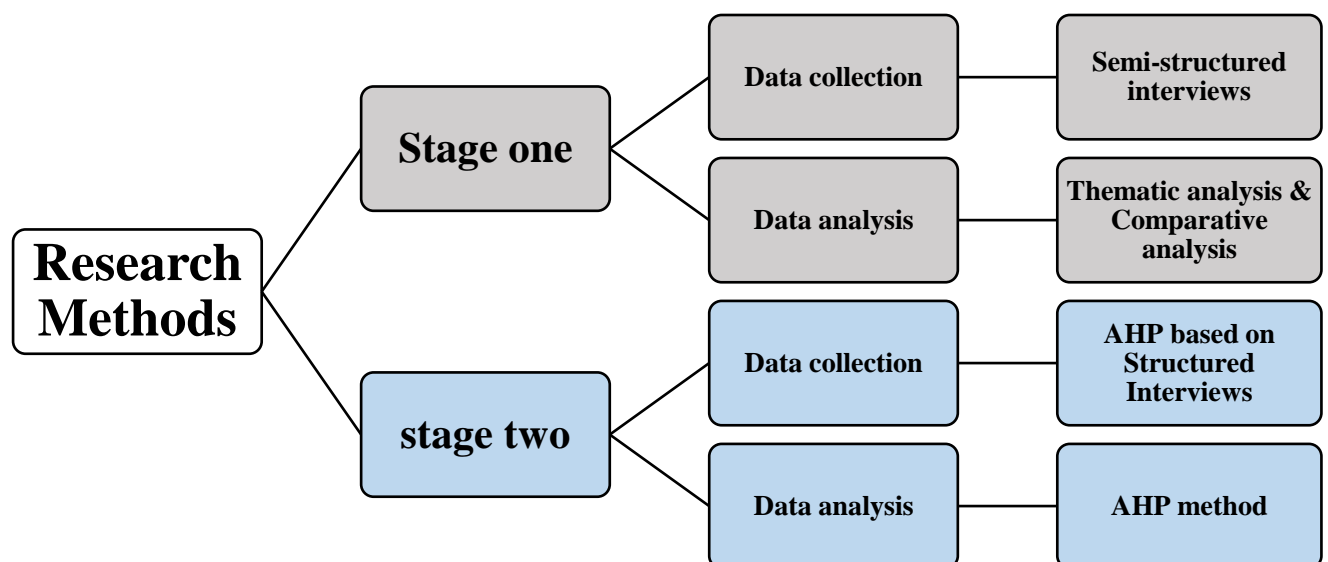 Research
Methods
Stage one
Data collection
Semi-structured
interviews
Data analysis
Thematic analysis &
Comparative
analysis
stage two
Data collection
AHP based on
Structured
Interviews
Data analysis
AHP method